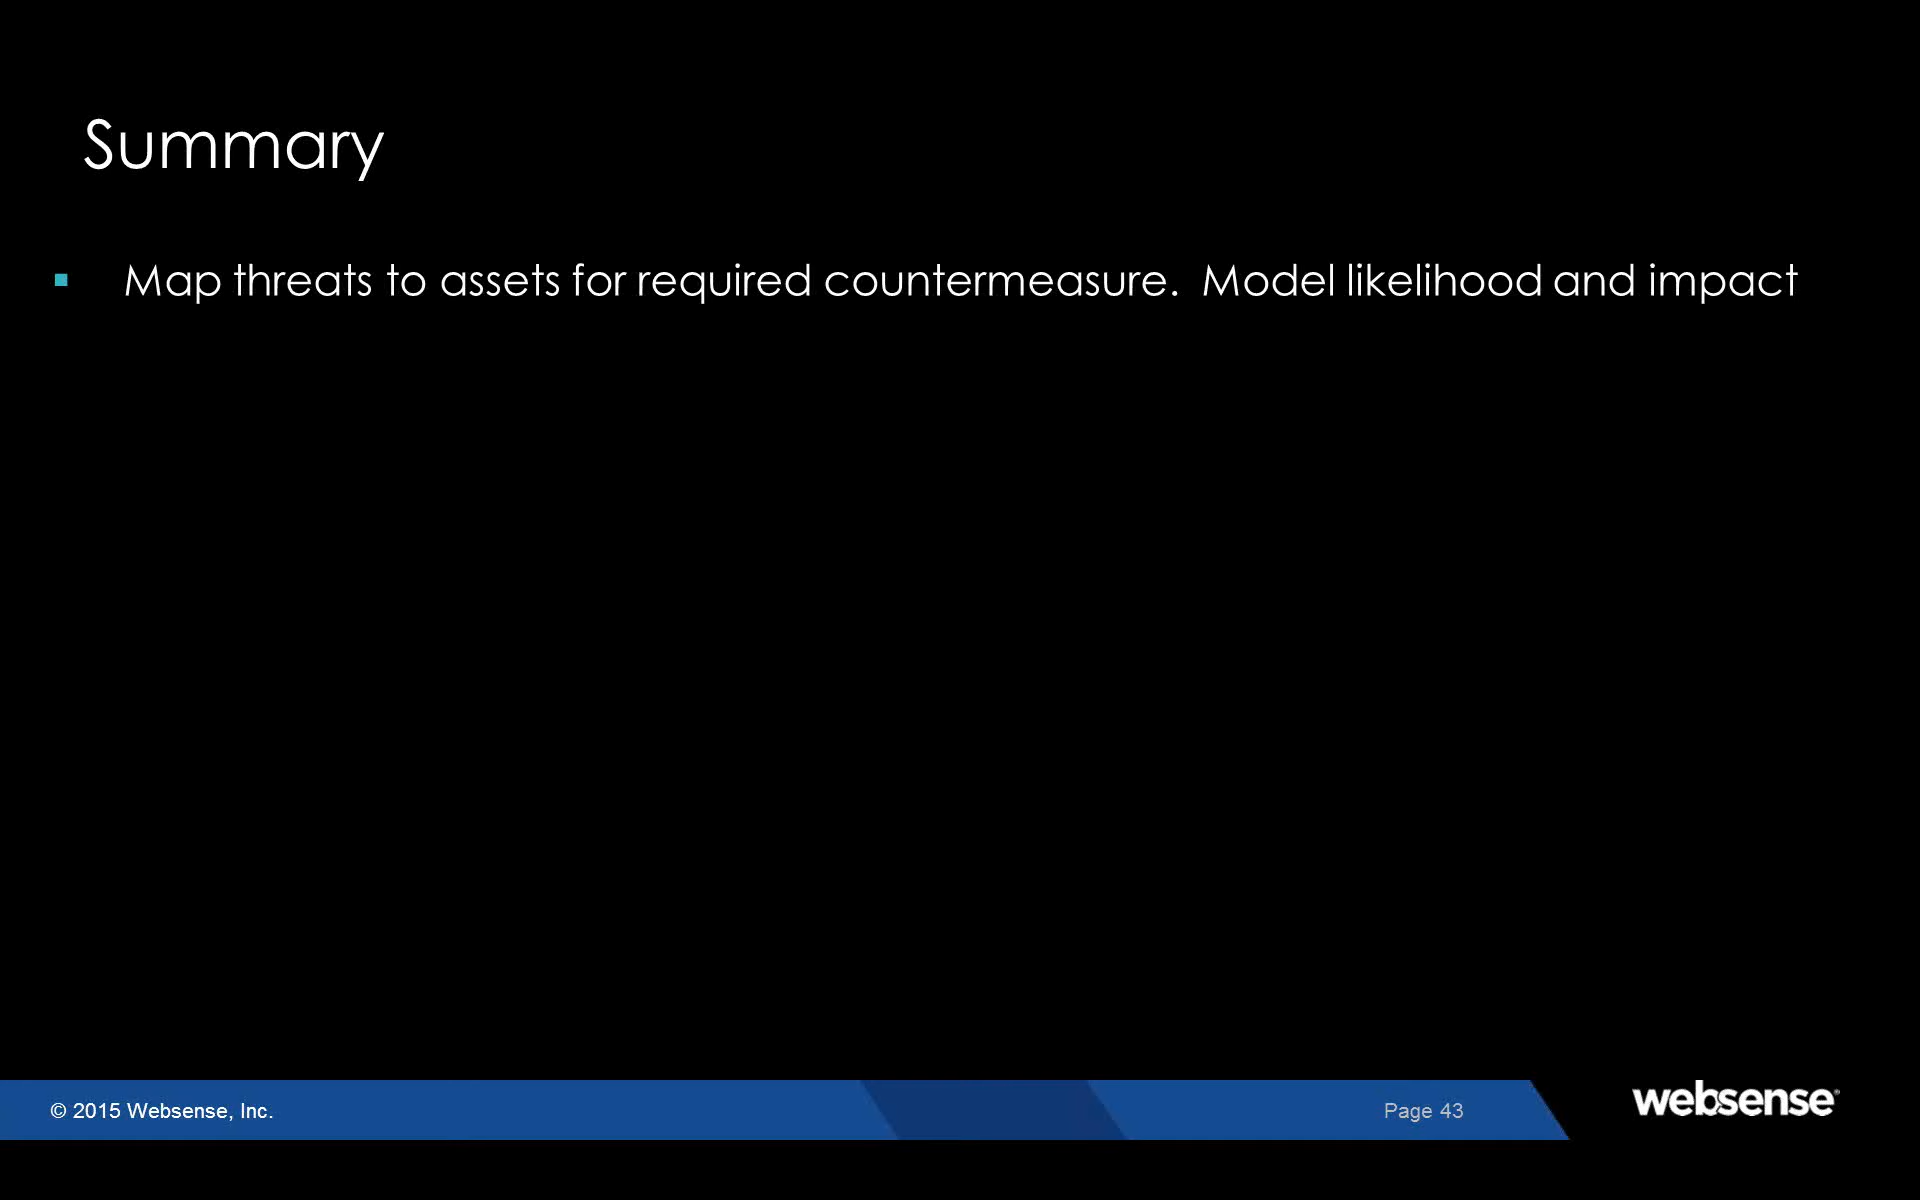 Summary
▪ Map threats to assets for required countermeasure.  Model likelihood and impact
© 2015 Websense, Inc.
Page 43
websense®